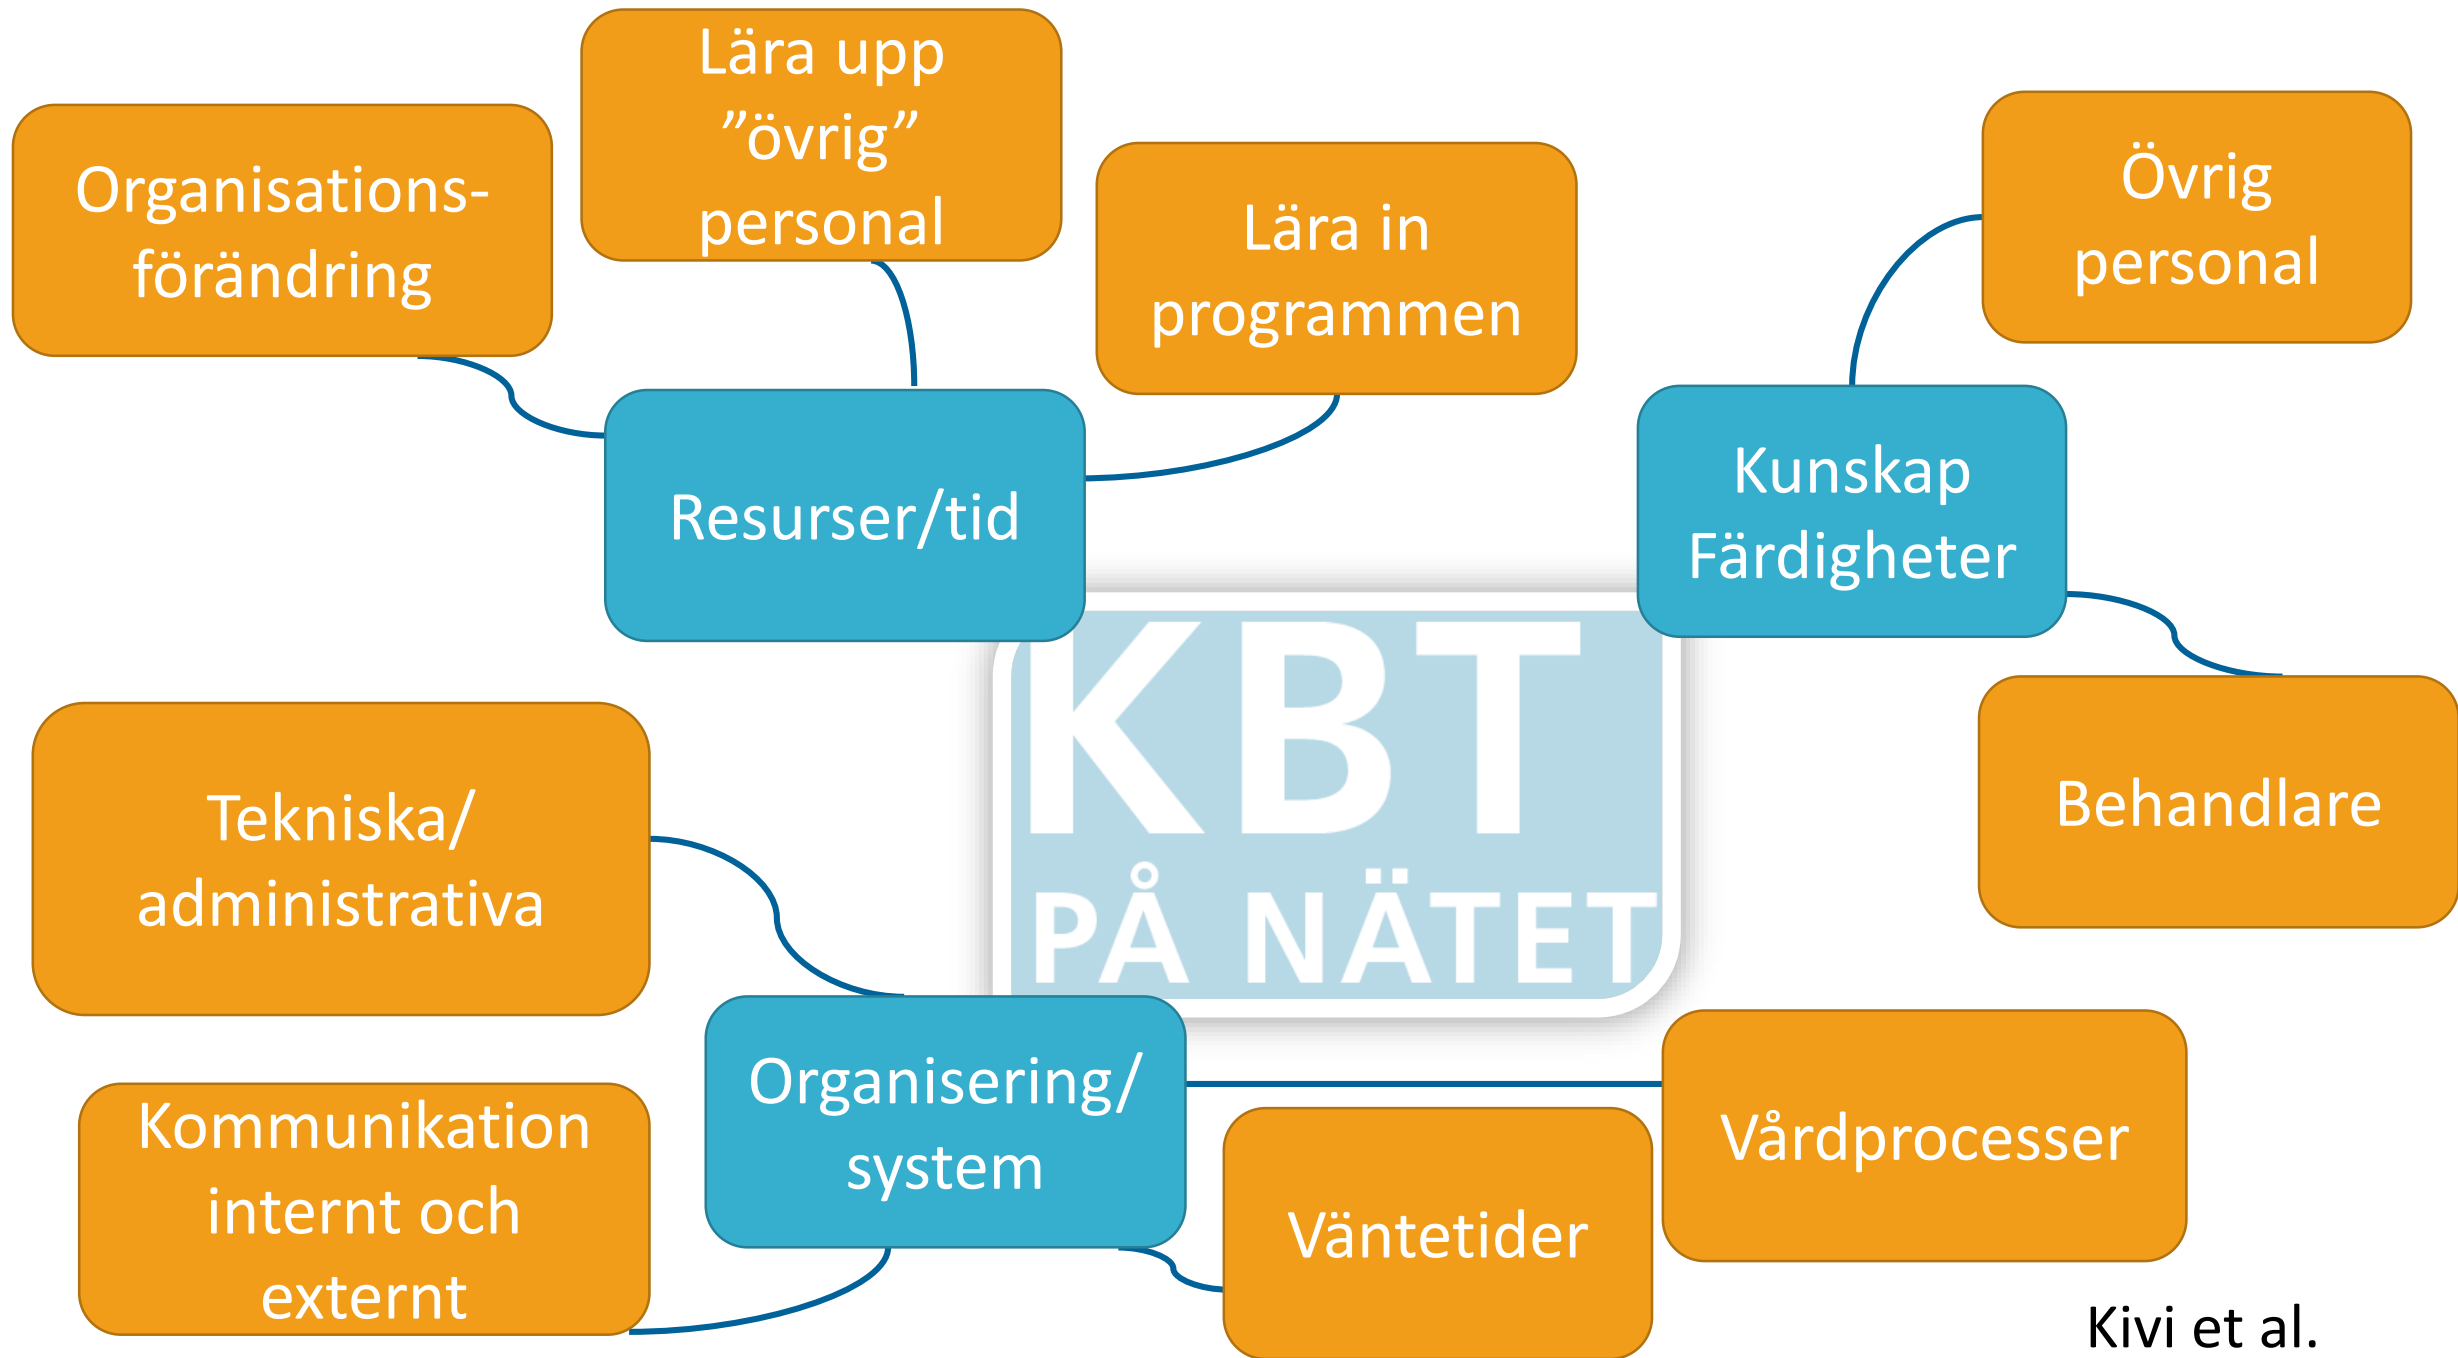 Lära upp
”övrig”
personal
Organisations-
förändring
Lära in
programmen
Övrig
personal
Resurser/tid
Kunskap
Färdigheter
KBT
PÅ NÄTET
Tekniska/
administrativa
Behandlare
Organisering/
system
Kommunikation
internt och
externt
Väntetider
Vårdprocesser
Kivi et al.